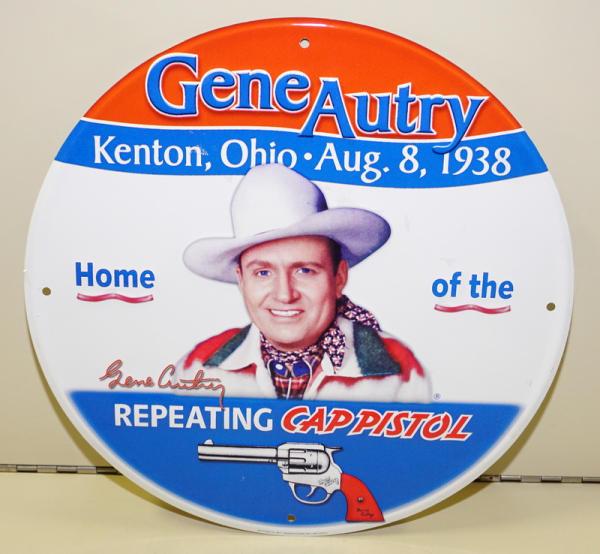 Gene Autry
Kenton, Ohio • Aug. 8, 1938
Home of the
Gene Autry
®
REPEATING CAP PISTOL